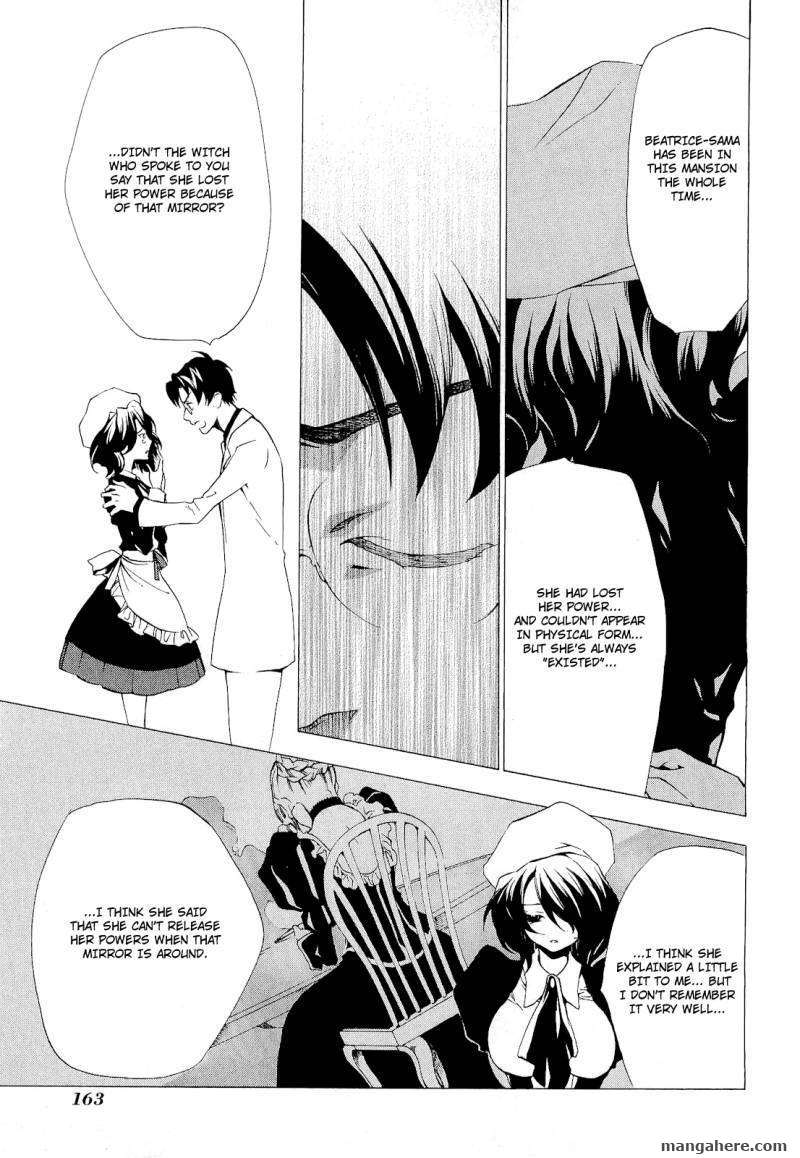 BEATRICE-SAMA
HAS BEEN IN
THIS MANSION
THE WHOLE
TIME...
SHE HAD LOST
HER POWER...
AND COULDN'T APPEAR
IN PHYSICAL FORM...
BUT SHE'S ALWAYS
"EXISTED"...
...DIDN'T THE WITCH
WHO SPOKE TO YOU
SAY THAT SHE LOST
HER POWER BECAUSE
OF THAT MIRROR?
...I THINK SHE
EXPLAINED A LITTLE
BIT TO ME... BUT
I DON'T REMEMBER
IT VERY WELL...
...I THINK SHE SAID
THAT SHE CAN'T RELEASE
HER POWERS WHEN THAT
MIRROR IS AROUND.
163
mangahere.com